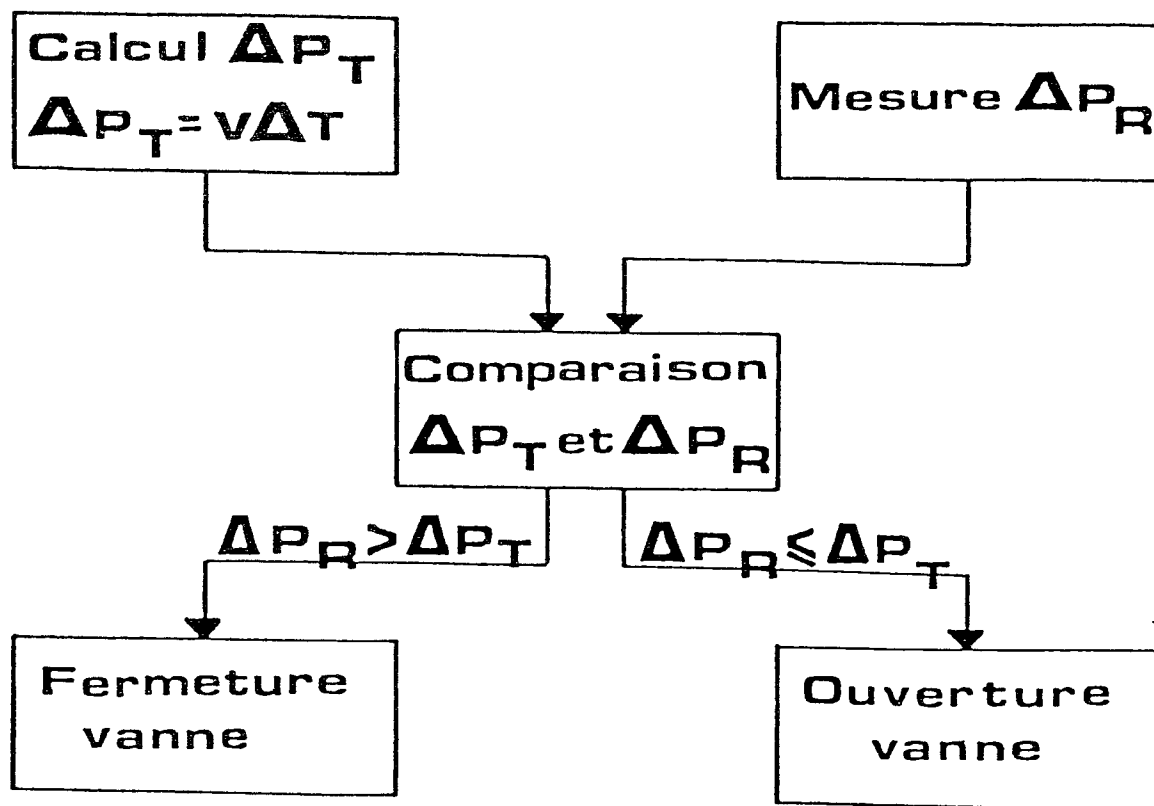 Calcul ΔP_T
ΔP_T = VΔT
Mesure ΔP_R
Comparaison
ΔP_T et ΔP_R
ΔP_R > ΔP_T
ΔP_R ⩽ ΔP_T
Fermeture
vanne
Ouverture
vanne